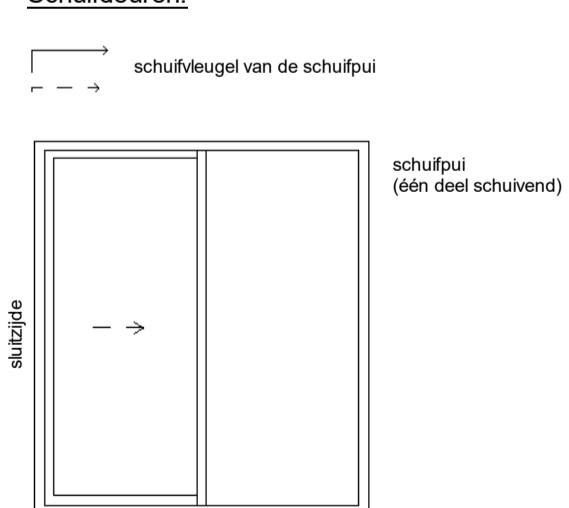 Schuifdeuren:
schuifvleugel van de schuifpui
schuifpui
(één deel schuivend)
sluitzijde